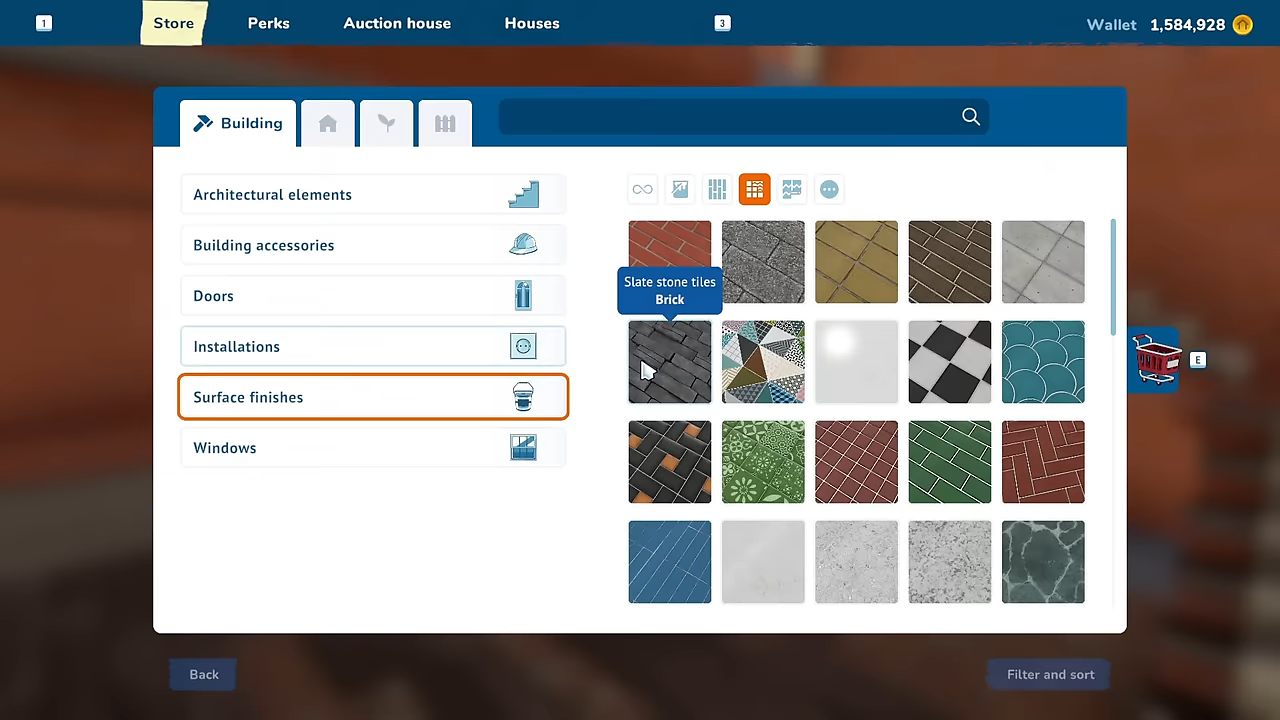 1
Store
Perks
Auction house
Houses
3
Wallet 1,584,928
Building
Architectural elements
Building accessories
Doors
Installations
Surface finishes
Windows
Slate stone tiles
Brick
E
Back
Filter and sort